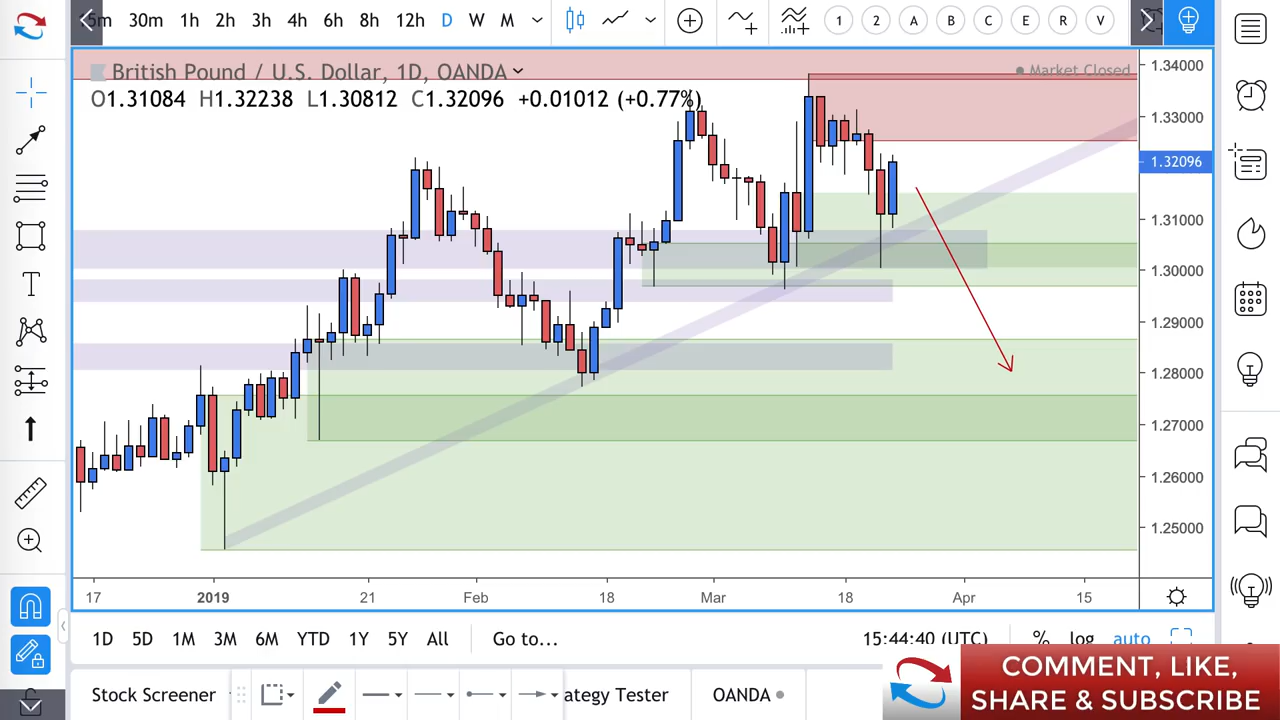 5m 30m 1h 2h 3h 4h 6h 8h 12h D W M 1 2 A B C E R V
British Pound / U.S. Dollar, 1D, OANDA
Market Closed
O1.31084 H1.32238 L1.30812 C1.32096 +0.01012 (+0.77%)
1.34000
1.33000
1.32096
1.31000
1.30000
1.29000
1.28000
1.27000
1.26000
1.25000
17 2019 21 Feb 18 Mar 18 Apr 15
1D 5D 1M 3M 6M YTD 1Y 5Y All Go to... 15:44:40 (UTC) % log auto
Stock Screener ategy Tester OANDA
COMMENT, LIKE,
SHARE & SUBSCRIBE